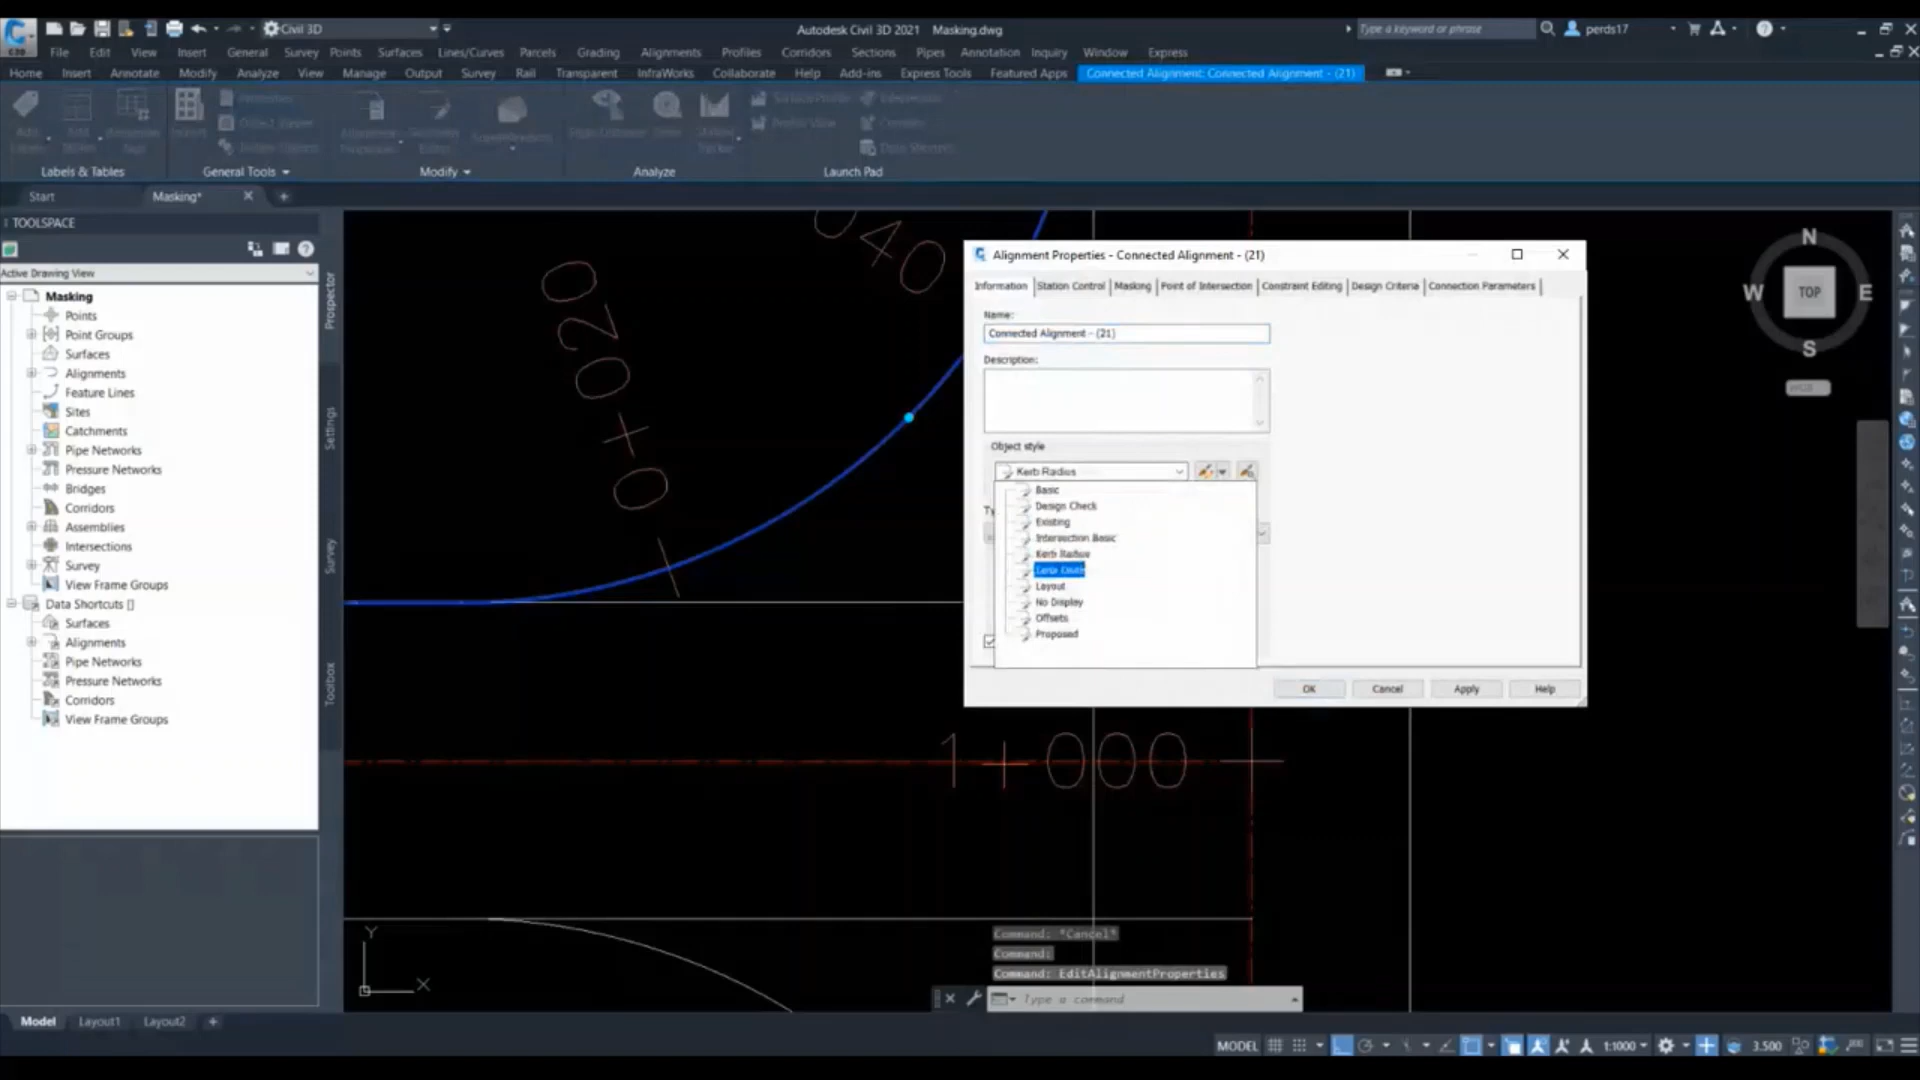 Civil 3D
Autodesk Civil 3D 2021 Masking.dwg
Type a keyword or phrase
perds17
File Edit View Insert General Survey Points Surfaces Lines/Curves Parcels Grading Alignments Profiles Corridors Sections Pipes Annotation Inquiry Window Express
Home Insert Annotate Modify Analyze View Manage Output Survey Rail Transparent InfraWorks Collaborate Help Add-ins Express Tools Featured Apps Connected Alignment: Connected Alignment - (21)
Labels & Tables General Tools Modify Analyze Launch Pad
Start Masking*
TOOLSPACE
Active Drawing View
Masking
Points
Point Groups
Surfaces
Alignments
Feature Lines
Sites
Catchments
Pipe Networks
Pressure Networks
Bridges
Corridors
Assemblies
Intersections
Survey
View Frame Groups
Data Shortcuts []
Surfaces
Alignments
Pipe Networks
Pressure Networks
Corridors
View Frame Groups
Prospector
Settings
Survey
Toolbox
0+020
040
1+000
Alignment Properties - Connected Alignment - (21)
Information Station Control Masking Point of Intersection Constraint Editing Design Criteria Connection Parameters
Name:
Connected Alignment - (21)
Description:
Object style
Kerb Radius
Basic
Design Check
Existing
Intersection Basic
Kerb Radius
Layout
No Display
Offsets
Proposed
OK Cancel Apply Help
N
W TOP E
S
Y
X
Command: *Cancel*
Command:
Command: EditAlignmentProperties
Type a command
Model Layout1 Layout2 +
MODEL 1:1000 3.500